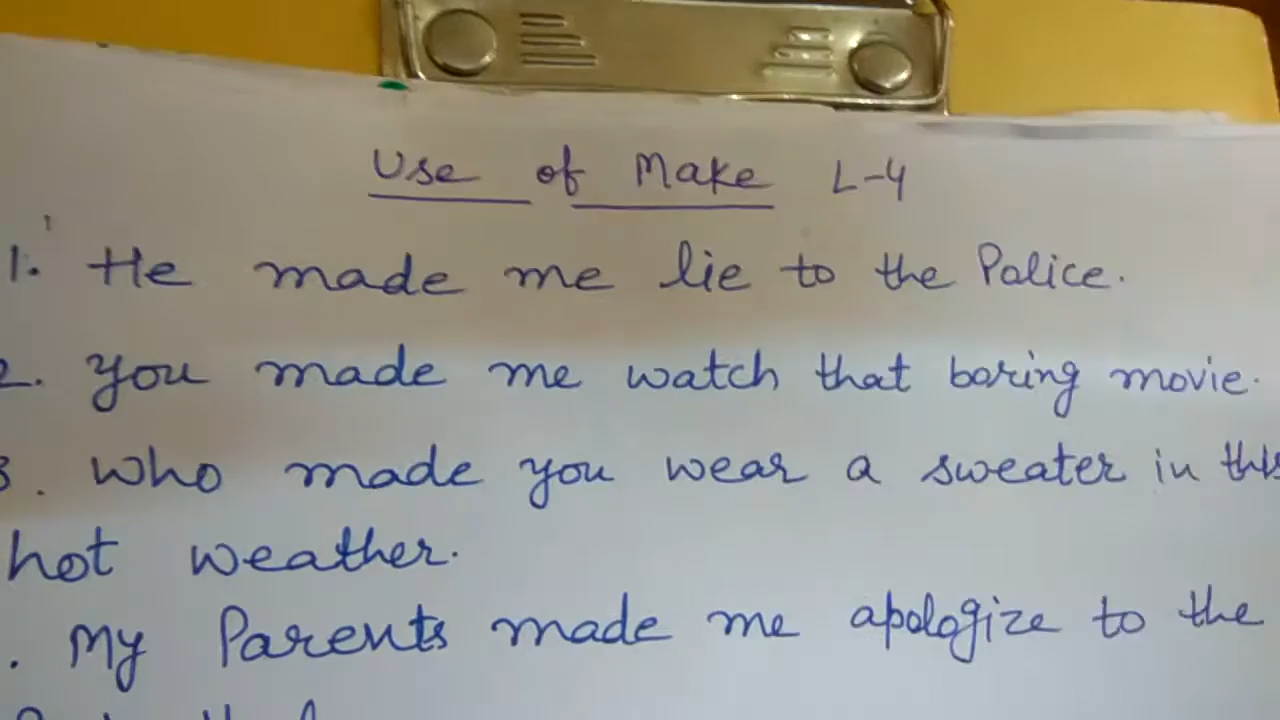 Use of Make L-4
1. He made me lie to the Police.
2. You made me watch that boring movie.
3. Who made you wear a sweater in this
hot weather.
. My Parents made me apologize to the